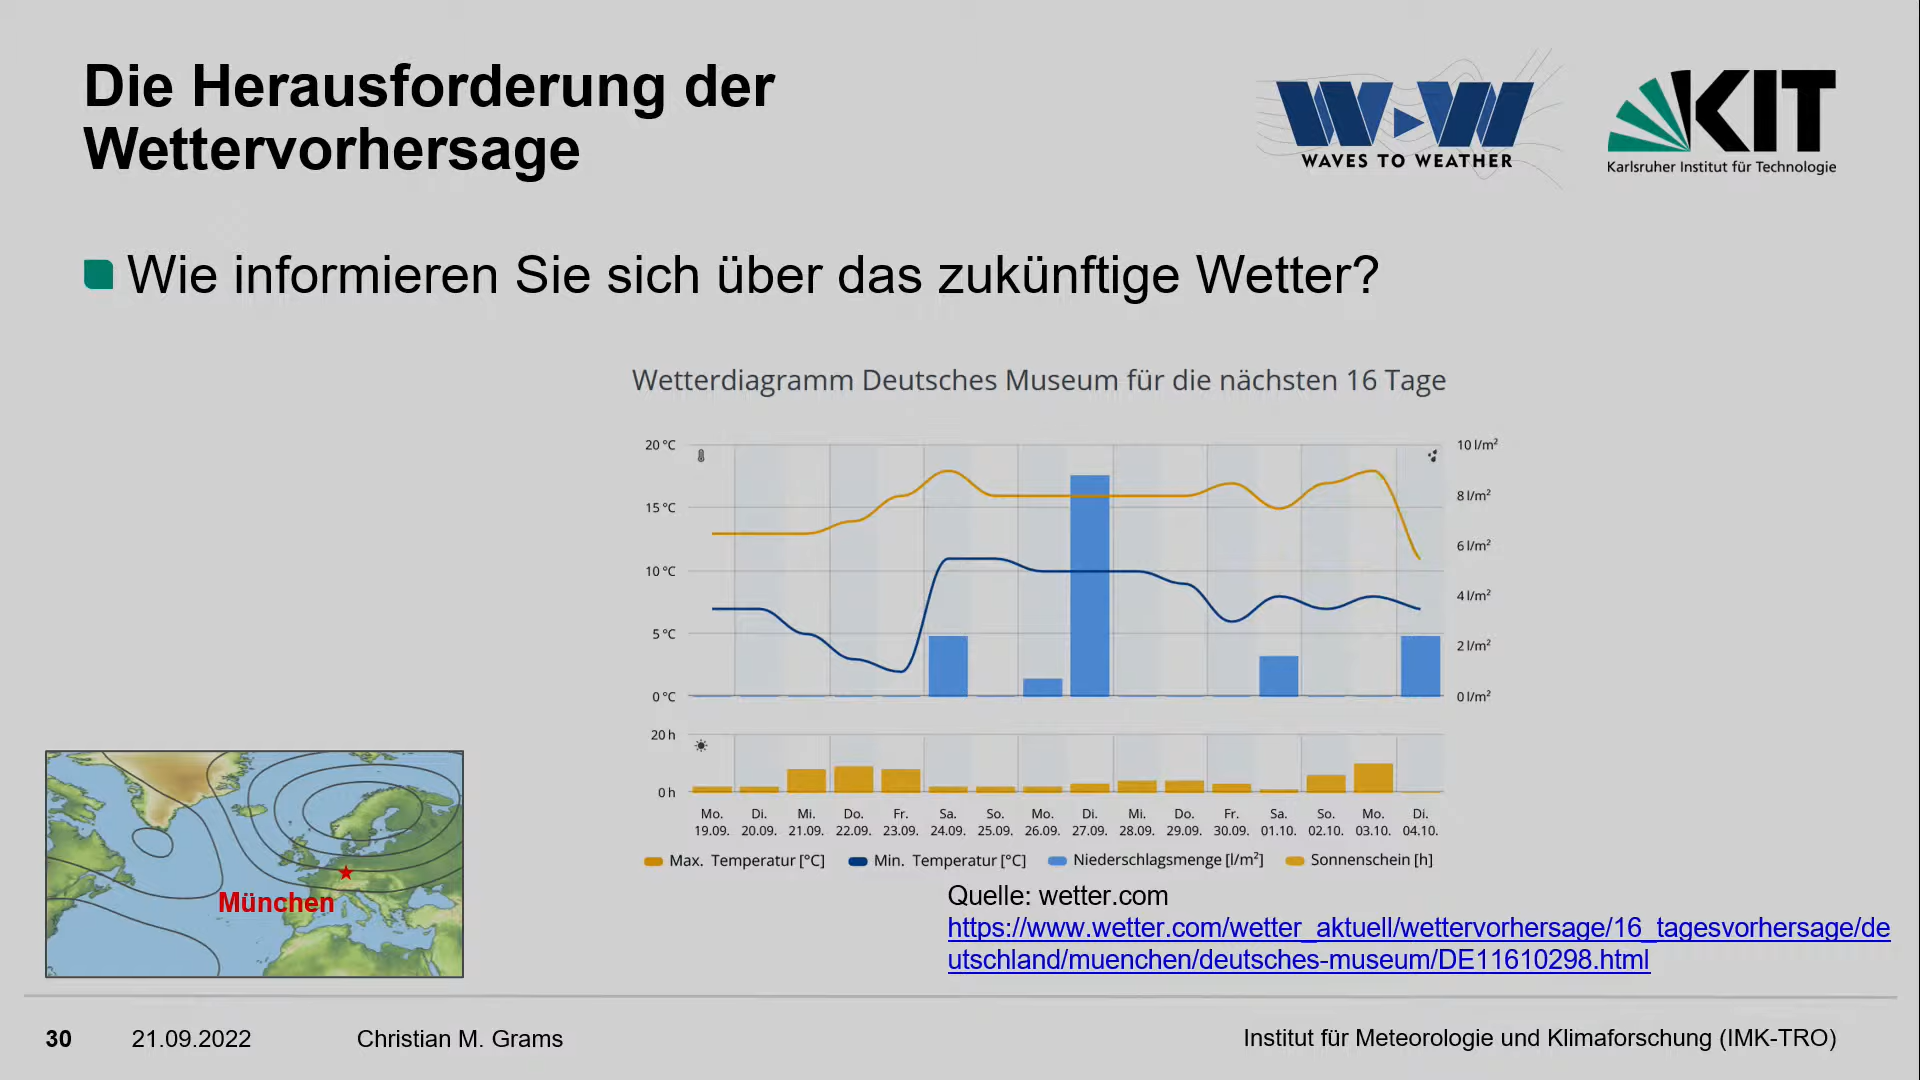 Die Herausforderung der
Wettervorhersage
WAVES TO WEATHER
KIT
Karlsruher Institut für Technologie
Wie informieren Sie sich über das zukünftige Wetter?
Wetterdiagramm Deutsches Museum für die nächsten 16 Tage
20 °C
15 °C
10 °C
5 °C
0 °C
10 l/m²
8 l/m²
6 l/m²
4 l/m²
2 l/m²
0 l/m²
20 h
0 h
Mo. Di. Mi. Do. Fr. Sa. So. Mo. Di. Mi. Do. Fr. Sa. So. Mo. Di.
19.09. 20.09. 21.09. 22.09. 23.09. 24.09. 25.09. 26.09. 27.09. 28.09. 29.09. 30.09. 01.10. 02.10. 03.10. 04.10.
Max. Temperatur [°C] Min. Temperatur [°C] Niederschlagsmenge [l/m²] Sonnenschein [h]
München
Quelle: wetter.com
https://www.wetter.com/wetter_aktuell/wettervorhersage/16_tagesvorhersage/de
utschland/muenchen/deutsches-museum/DE11610298.html
30 21.09.2022 Christian M. Grams Institut für Meteorologie und Klimaforschung (IMK-TRO)